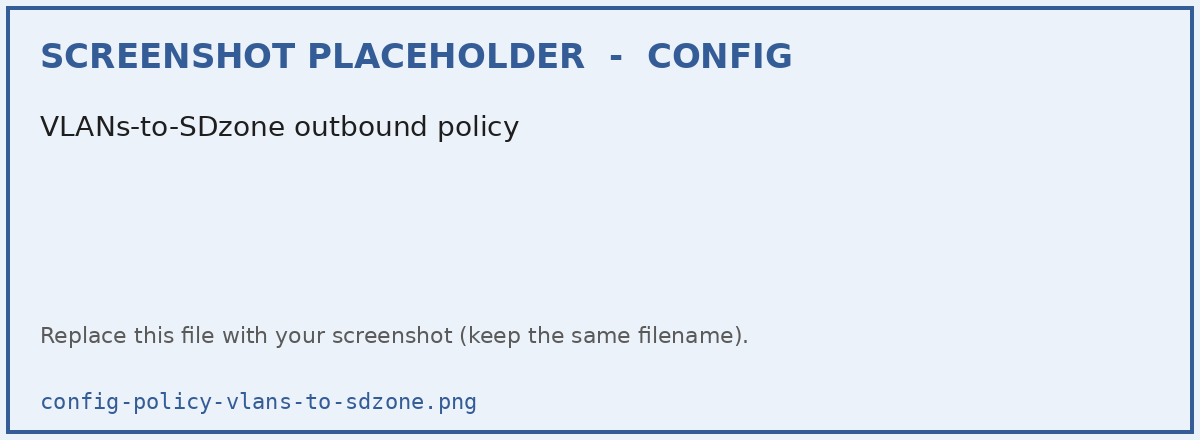 SCREENSHOT PLACEHOLDER - CONFIG
VLANs-to-SDzone outbound policy
Replace this file with your screenshot (keep the same filename).
config-policy-vlans-to-sdzone.png